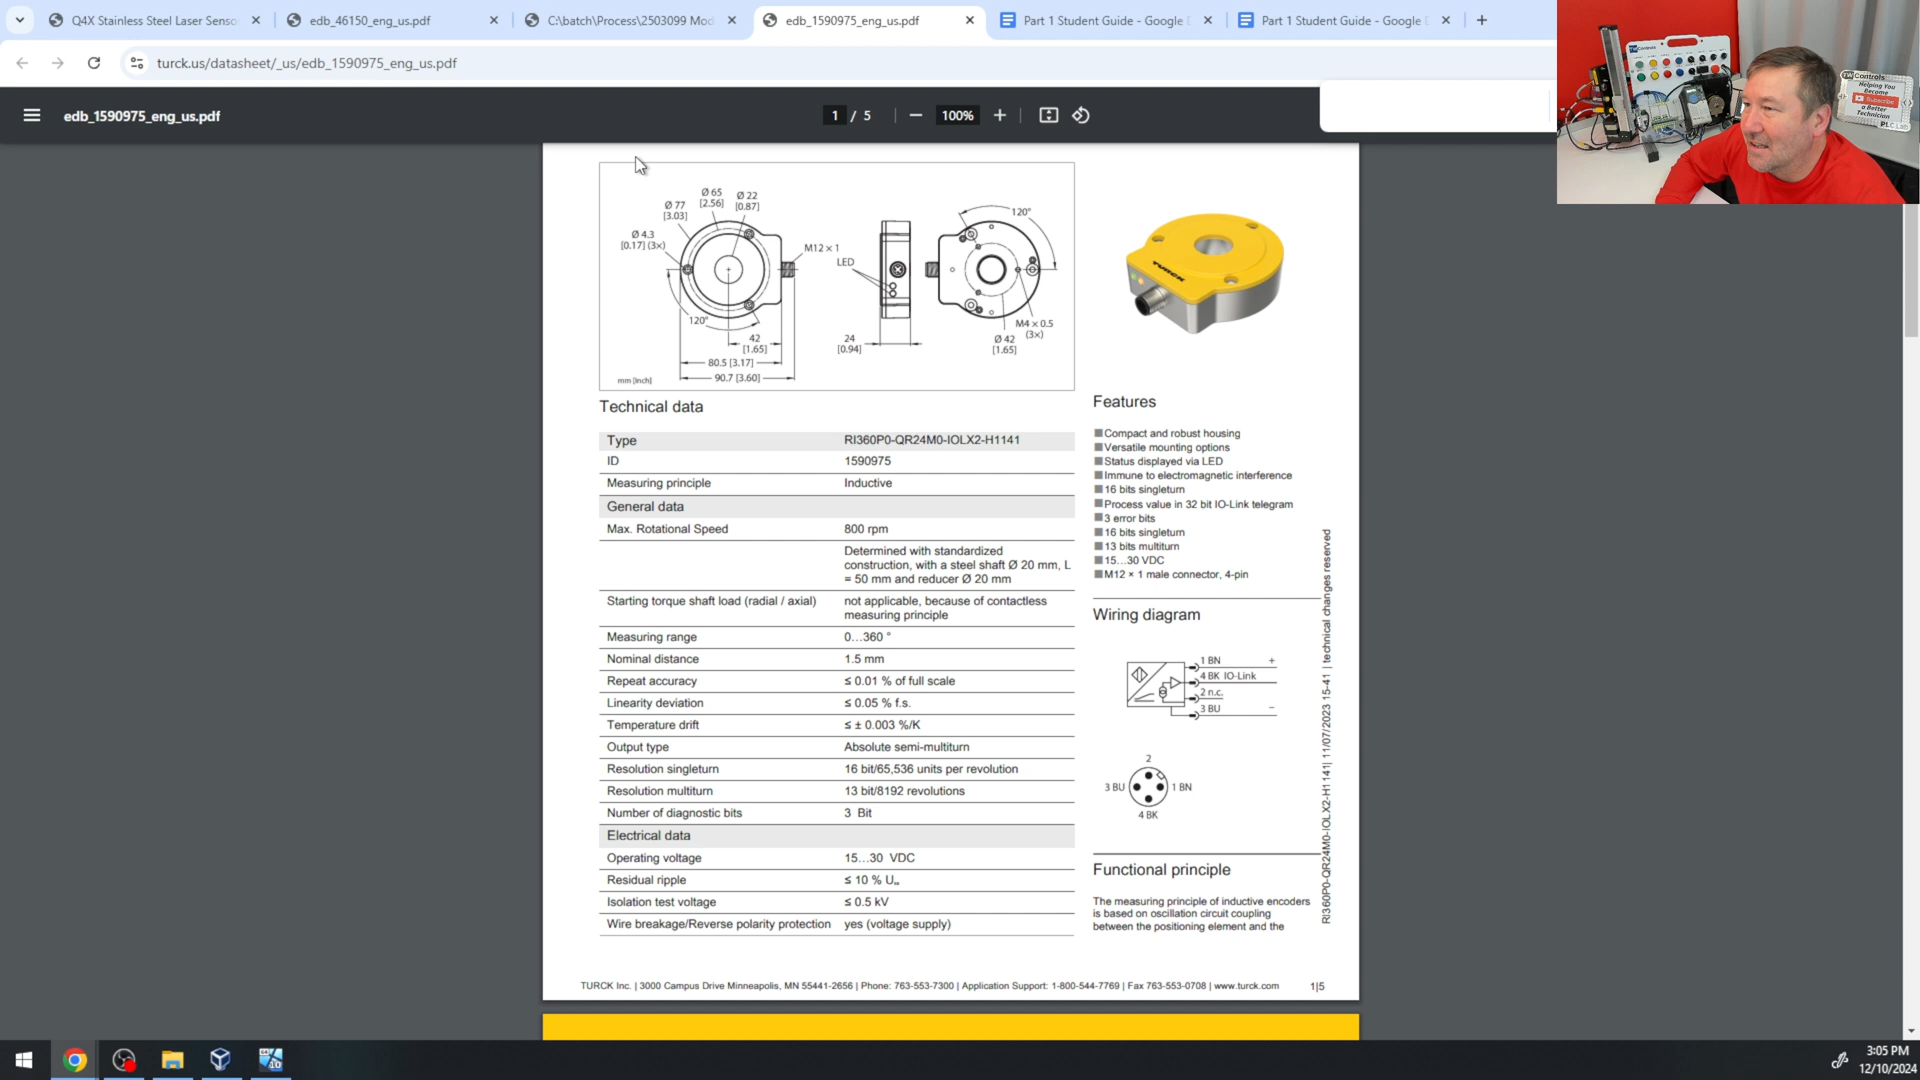 Q4X Stainless Steel Laser Senso
edb_46150_eng_us.pdf
C:\batch\Process\2503099 Mod
edb_1590975_eng_us.pdf
Part 1 Student Guide - Google D
Part 1 Student Guide - Google D
turck.us/datasheet/_us/edb_1590975_eng_us.pdf
edb_1590975_eng_us.pdf
1 / 5
100%
TW Controls
Helping You
Become
Subscribe
a Better
Technician
PLC Lab
Ø 65
[2.56]
Ø 22
[0.87]
Ø 77
[3.03]
Ø 4.3
[0.17] (3×)
M12 × 1
LED
120°
120°
42
[1.65]
80.5 [3.17]
90.7 [3.60]
mm [Inch]
24
[0.94]
M4 × 0.5
(3×)
Ø 42
[1.65]
TURCK
Technical data
Type RI360P0-QR24M0-IOLX2-H1141
ID 1590975
Measuring principle Inductive
General data
Max. Rotational Speed 800 rpm
Determined with standardized
construction, with a steel shaft Ø 20 mm, L
= 50 mm and reducer Ø 20 mm
Starting torque shaft load (radial / axial) not applicable, because of contactless
measuring principle
Measuring range 0…360 °
Nominal distance 1.5 mm
Repeat accuracy ≤ 0.01 % of full scale
Linearity deviation ≤ 0.05 % f.s.
Temperature drift ≤ ± 0.003 %/K
Output type Absolute semi-multiturn
Resolution singleturn 16 bit/65,536 units per revolution
Resolution multiturn 13 bit/8192 revolutions
Number of diagnostic bits 3 Bit
Electrical data
Operating voltage 15…30 VDC
Residual ripple ≤ 10 % Uss
Isolation test voltage ≤ 0.5 kV
Wire breakage/Reverse polarity protection yes (voltage supply)
Features
Compact and robust housing
Versatile mounting options
Status displayed via LED
Immune to electromagnetic interference
16 bits singleturn
Process value in 32 bit IO-Link telegram
3 error bits
16 bits singleturn
13 bits multiturn
15…30 VDC
M12 × 1 male connector, 4-pin
Wiring diagram
1 BN +
4 BK IO-Link
2 n.c.
3 BU –
2
3 BU 1 BN
4 BK
Functional principle
The measuring principle of inductive encoders
is based on oscillation circuit coupling
between the positioning element and the
RI360P0-QR24M0-IOLX2-H1141| 11/07/2023 15-41 | technical changes reserved
TURCK Inc. | 3000 Campus Drive Minneapolis, MN 55441-2656 | Phone: 763-553-7300 | Application Support: 1-800-544-7769 | Fax 763-553-0708 | www.turck.com 1|5
3:05 PM
12/10/2024